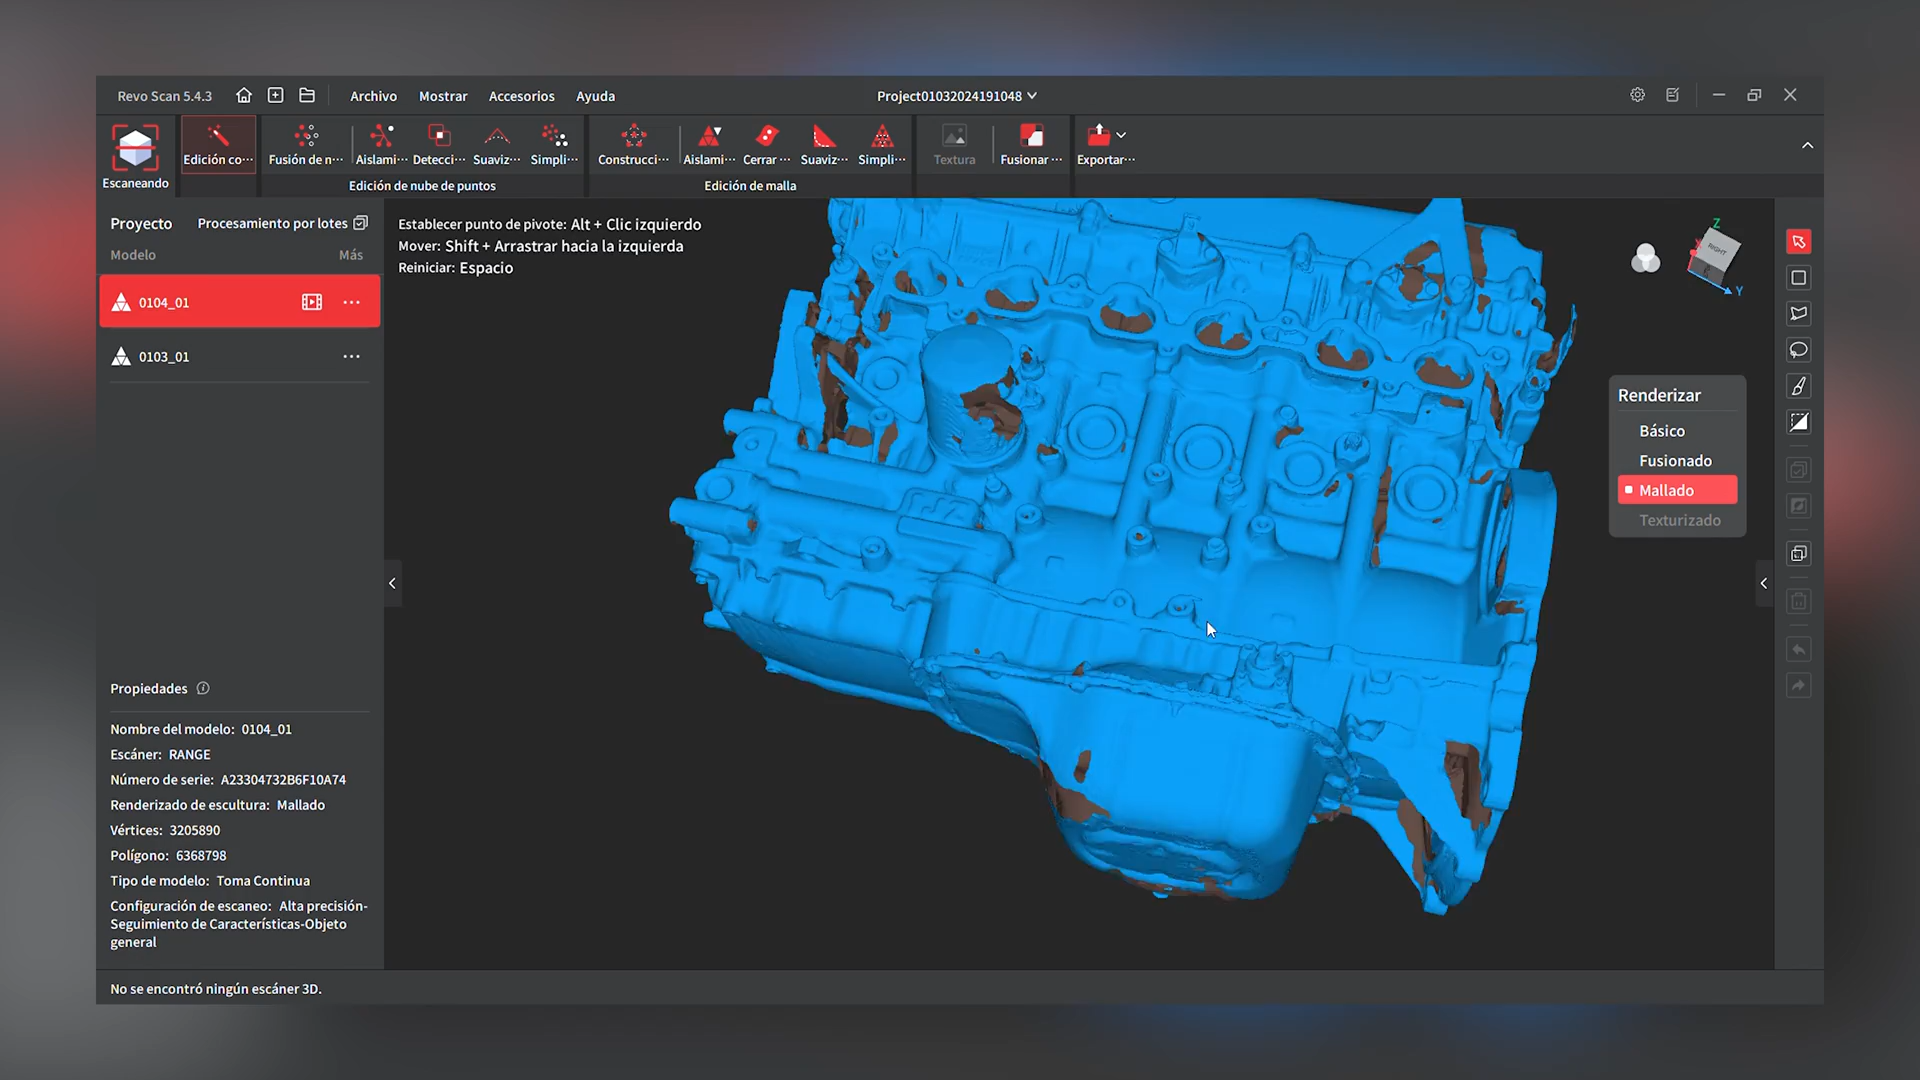 Revo Scan 5.4.3
Archivo
Mostrar
Accesorios
Ayuda
Project01032024191048
Escaneando
Edición co···
Fusión de n···
Aislami···
Detecci···
Suaviz···
Simpli···
Edición de nube de puntos
Construcci···
Aislami···
Cerrar ···
Suaviz···
Simpli···
Edición de malla
Textura
Fusionar ···
Exportar···
Proyecto
Procesamiento por lotes
Modelo
Más
0104_01
0103_01
Establecer punto de pivote: Alt + Clic izquierdo
Mover: Shift + Arrastrar hacia la izquierda
Reiniciar: Espacio
Z
RIGHT
Y
Renderizar
Básico
Fusionado
Mallado
Texturizado
Propiedades
Nombre del modelo: 0104_01
Escáner: RANGE
Número de serie: A23304732B6F10A74
Renderizado de escultura: Mallado
Vértices: 3205890
Polígono: 6368798
Tipo de modelo: Toma Continua
Configuración de escaneo: Alta precisión-
Seguimiento de Características-Objeto
general
No se encontró ningún escáner 3D.